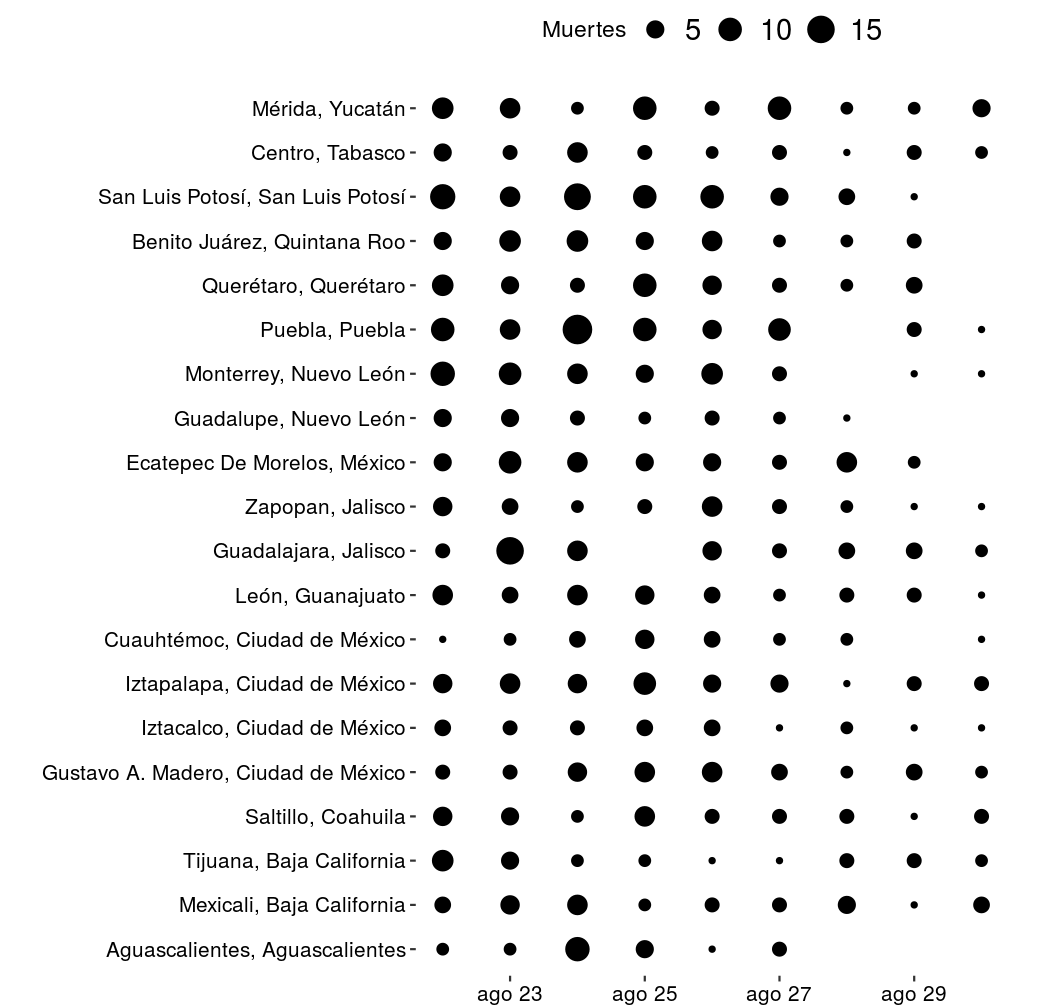 Muertes 5 10 15
Mérida, Yucatán
Centro, Tabasco
San Luis Potosí, San Luis Potosí
Benito Juárez, Quintana Roo
Querétaro, Querétaro
Puebla, Puebla
Monterrey, Nuevo León
Guadalupe, Nuevo León
Ecatepec De Morelos, México
Zapopan, Jalisco
Guadalajara, Jalisco
León, Guanajuato
Cuauhtémoc, Ciudad de México
Iztapalapa, Ciudad de México
Iztacalco, Ciudad de México
Gustavo A. Madero, Ciudad de México
Saltillo, Coahuila
Tijuana, Baja California
Mexicali, Baja California
Aguascalientes, Aguascalientes
ago 23 ago 25 ago 27 ago 29